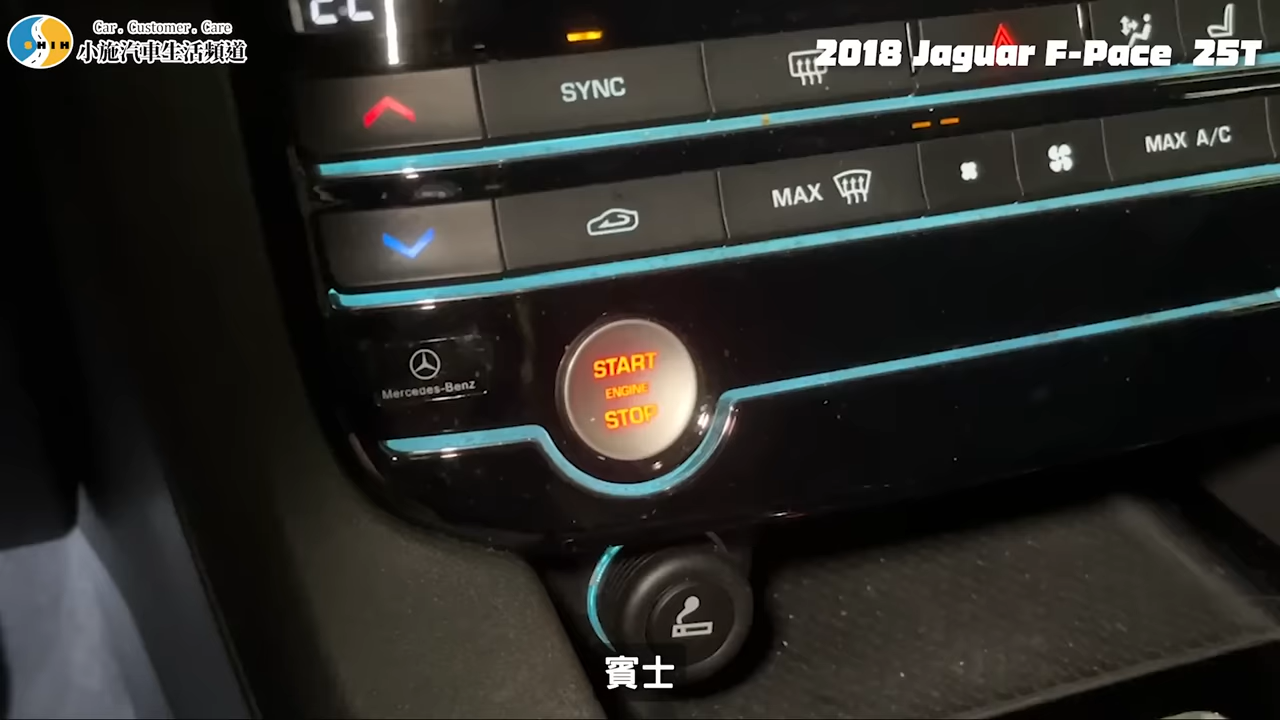 Car. Customer. Care
SHIH
小施汽車生活頻道
2018 Jaguar F-Pace 25T
SYNC
MAX
MAX A/C
Mercedes-Benz
START
ENGINE
STOP
賓士